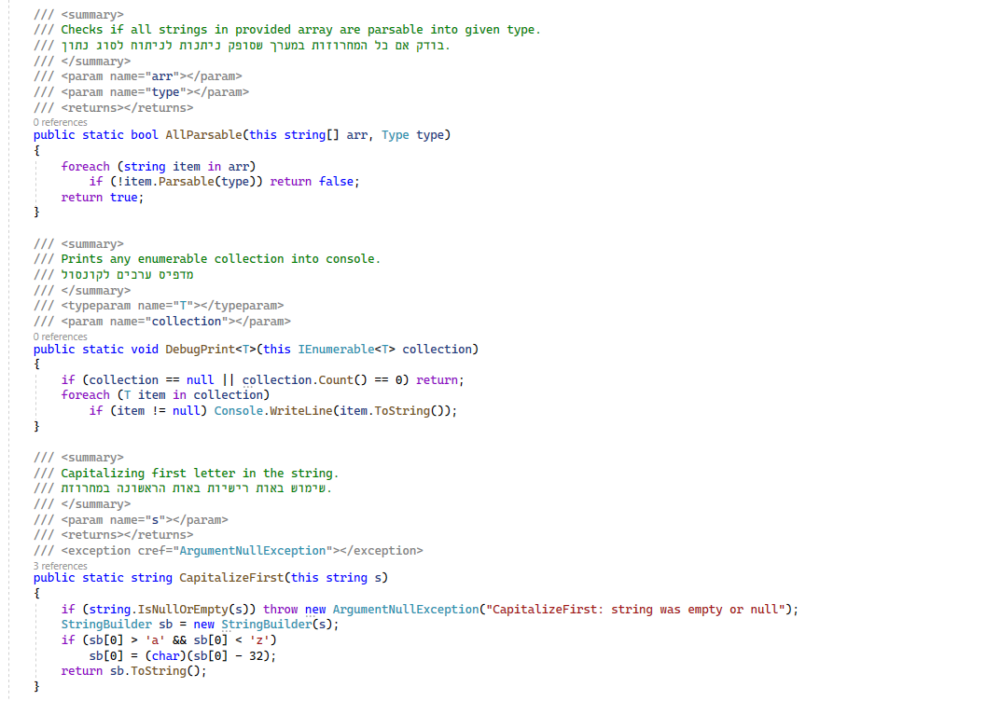 /// <summary>
/// Checks if all strings in provided array are parsable into given type.
/// בודק אם כל המחרוזות במערך שסופק ניתנות לניתוח לסוג נתון.
/// </summary>
/// <param name="arr"></param>
/// <param name="type"></param>
/// <returns></returns>
0 references
public static bool AllParsable(this string[] arr, Type type)
{
foreach (string item in arr)
if (!item.Parsable(type)) return false;
return true;
}
/// <summary>
/// Prints any enumerable collection into console.
/// מדפיס ערכים לקונסול
/// </summary>
/// <typeparam name="T"></typeparam>
/// <param name="collection"></param>
0 references
public static void DebugPrint<T>(this IEnumerable<T> collection)
{
if (collection == null || collection.Count() == 0) return;
foreach (T item in collection)
if (item != null) Console.WriteLine(item.ToString());
}
/// <summary>
/// Capitalizing first letter in the string.
/// שימוש באות רישיות באות הראשונה במחרוזת.
/// </summary>
/// <param name="s"></param>
/// <returns></returns>
/// <exception cref="ArgumentNullException"></exception>
3 references
public static string CapitalizeFirst(this string s)
{
if (string.IsNullOrEmpty(s)) throw new ArgumentNullException("CapitalizeFirst: string was empty or null");
StringBuilder sb = new StringBuilder(s);
if (sb[0] > 'a' && sb[0] < 'z')
sb[0] = (char)(sb[0] - 32);
return sb.ToString();
}